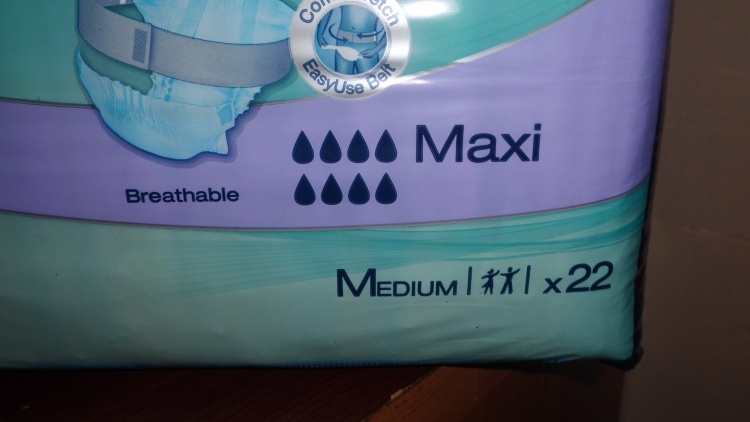 EasyUse Belt
Maxi
Breathable
MEDIUM x22